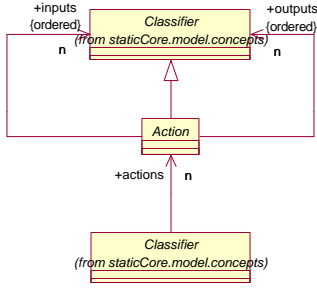 +inputs
{ordered}
n
Classifier
(from staticCore.model.concepts)
+outputs
{ordered}
n
Action
+actions
n
Classifier
(from staticCore.model.concepts)